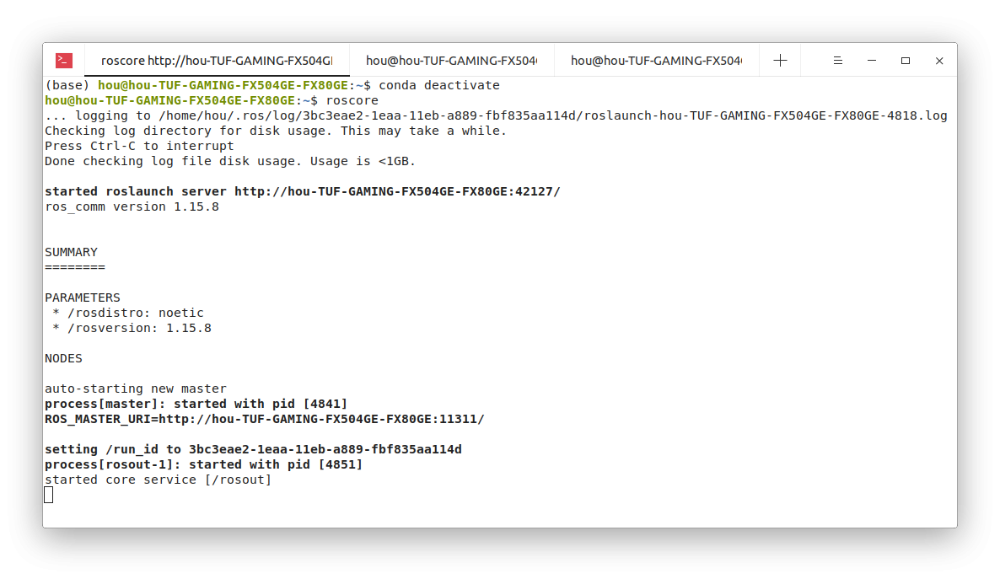 roscore http://hou-TUF-GAMING-FX504GE hou@hou-TUF-GAMING-FX504 hou@hou-TUF-GAMING-FX504
(base) hou@hou-TUF-GAMING-FX504GE-FX80GE:~$ conda deactivate
hou@hou-TUF-GAMING-FX504GE-FX80GE:~$ roscore
... logging to /home/hou/.ros/log/3bc3eae2-1eaa-11eb-a889-fbf835aa114d/roslaunch-hou-TUF-GAMING-FX504GE-FX80GE-4818.log
Checking log directory for disk usage. This may take a while.
Press Ctrl-C to interrupt
Done checking log file disk usage. Usage is <1GB.
started roslaunch server http://hou-TUF-GAMING-FX504GE-FX80GE:42127/
ros_comm version 1.15.8
SUMMARY
========
PARAMETERS
 * /rosdistro: noetic
 * /rosversion: 1.15.8
NODES
auto-starting new master
process[master]: started with pid [4841]
ROS_MASTER_URI=http://hou-TUF-GAMING-FX504GE-FX80GE:11311/
setting /run_id to 3bc3eae2-1eaa-11eb-a889-fbf835aa114d
process[rosout-1]: started with pid [4851]
started core service [/rosout]